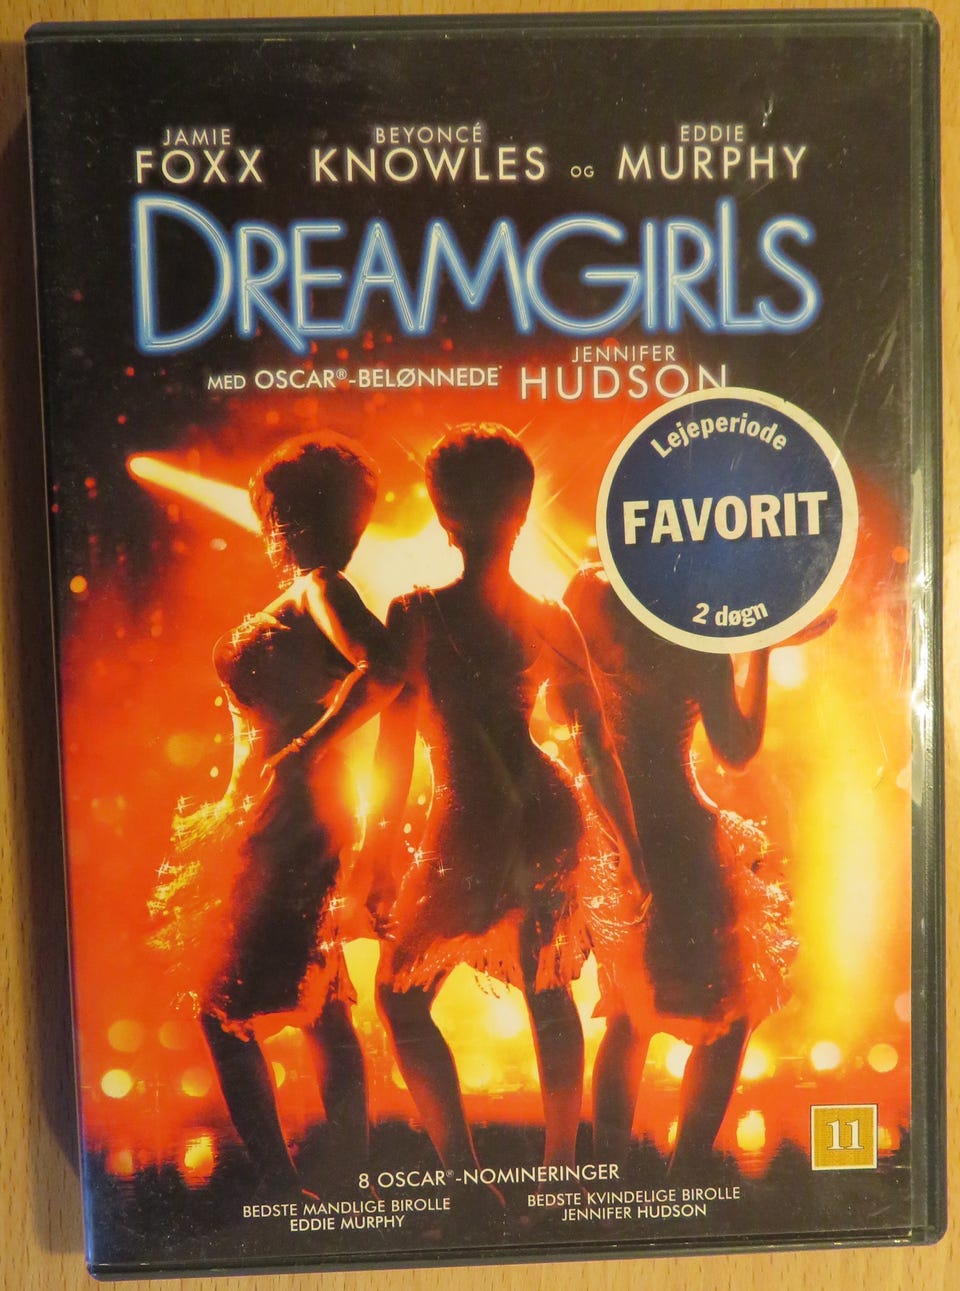 JAMIE
FOXX
BEYONCÉ
KNOWLES
OG
EDDIE
MURPHY
DREAMGIRLS
MED OSCAR®-BELØNNEDE
JENNIFER
HUDSON
Lejeperiode
FAVORIT
2 døgn
11
8 OSCAR®-NOMINERINGER
BEDSTE MANDLIGE BIROLLE
EDDIE MURPHY
BEDSTE KVINDELIGE BIROLLE
JENNIFER HUDSON